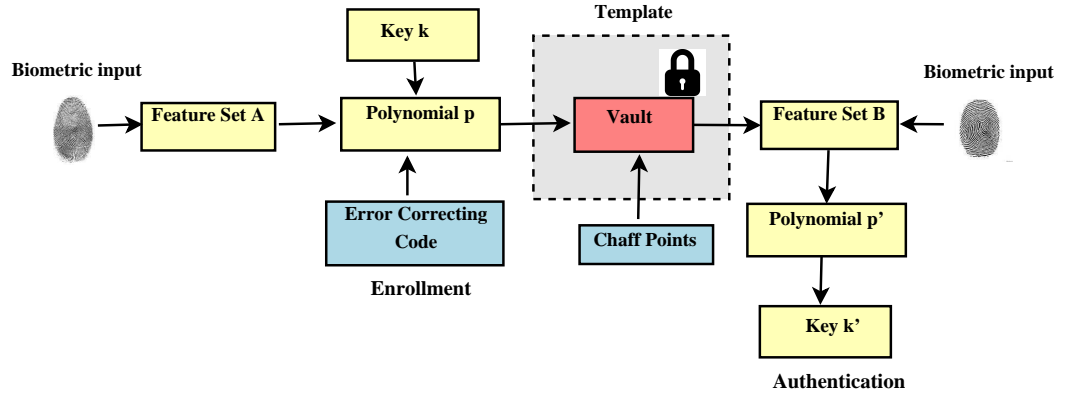 Template
Key k
Biometric input
Biometric input
Feature Set A
Polynomial p
Vault
Feature Set B
Error Correcting
Code
Chaff Points
Polynomial p’
Enrollment
Key k’
Authentication